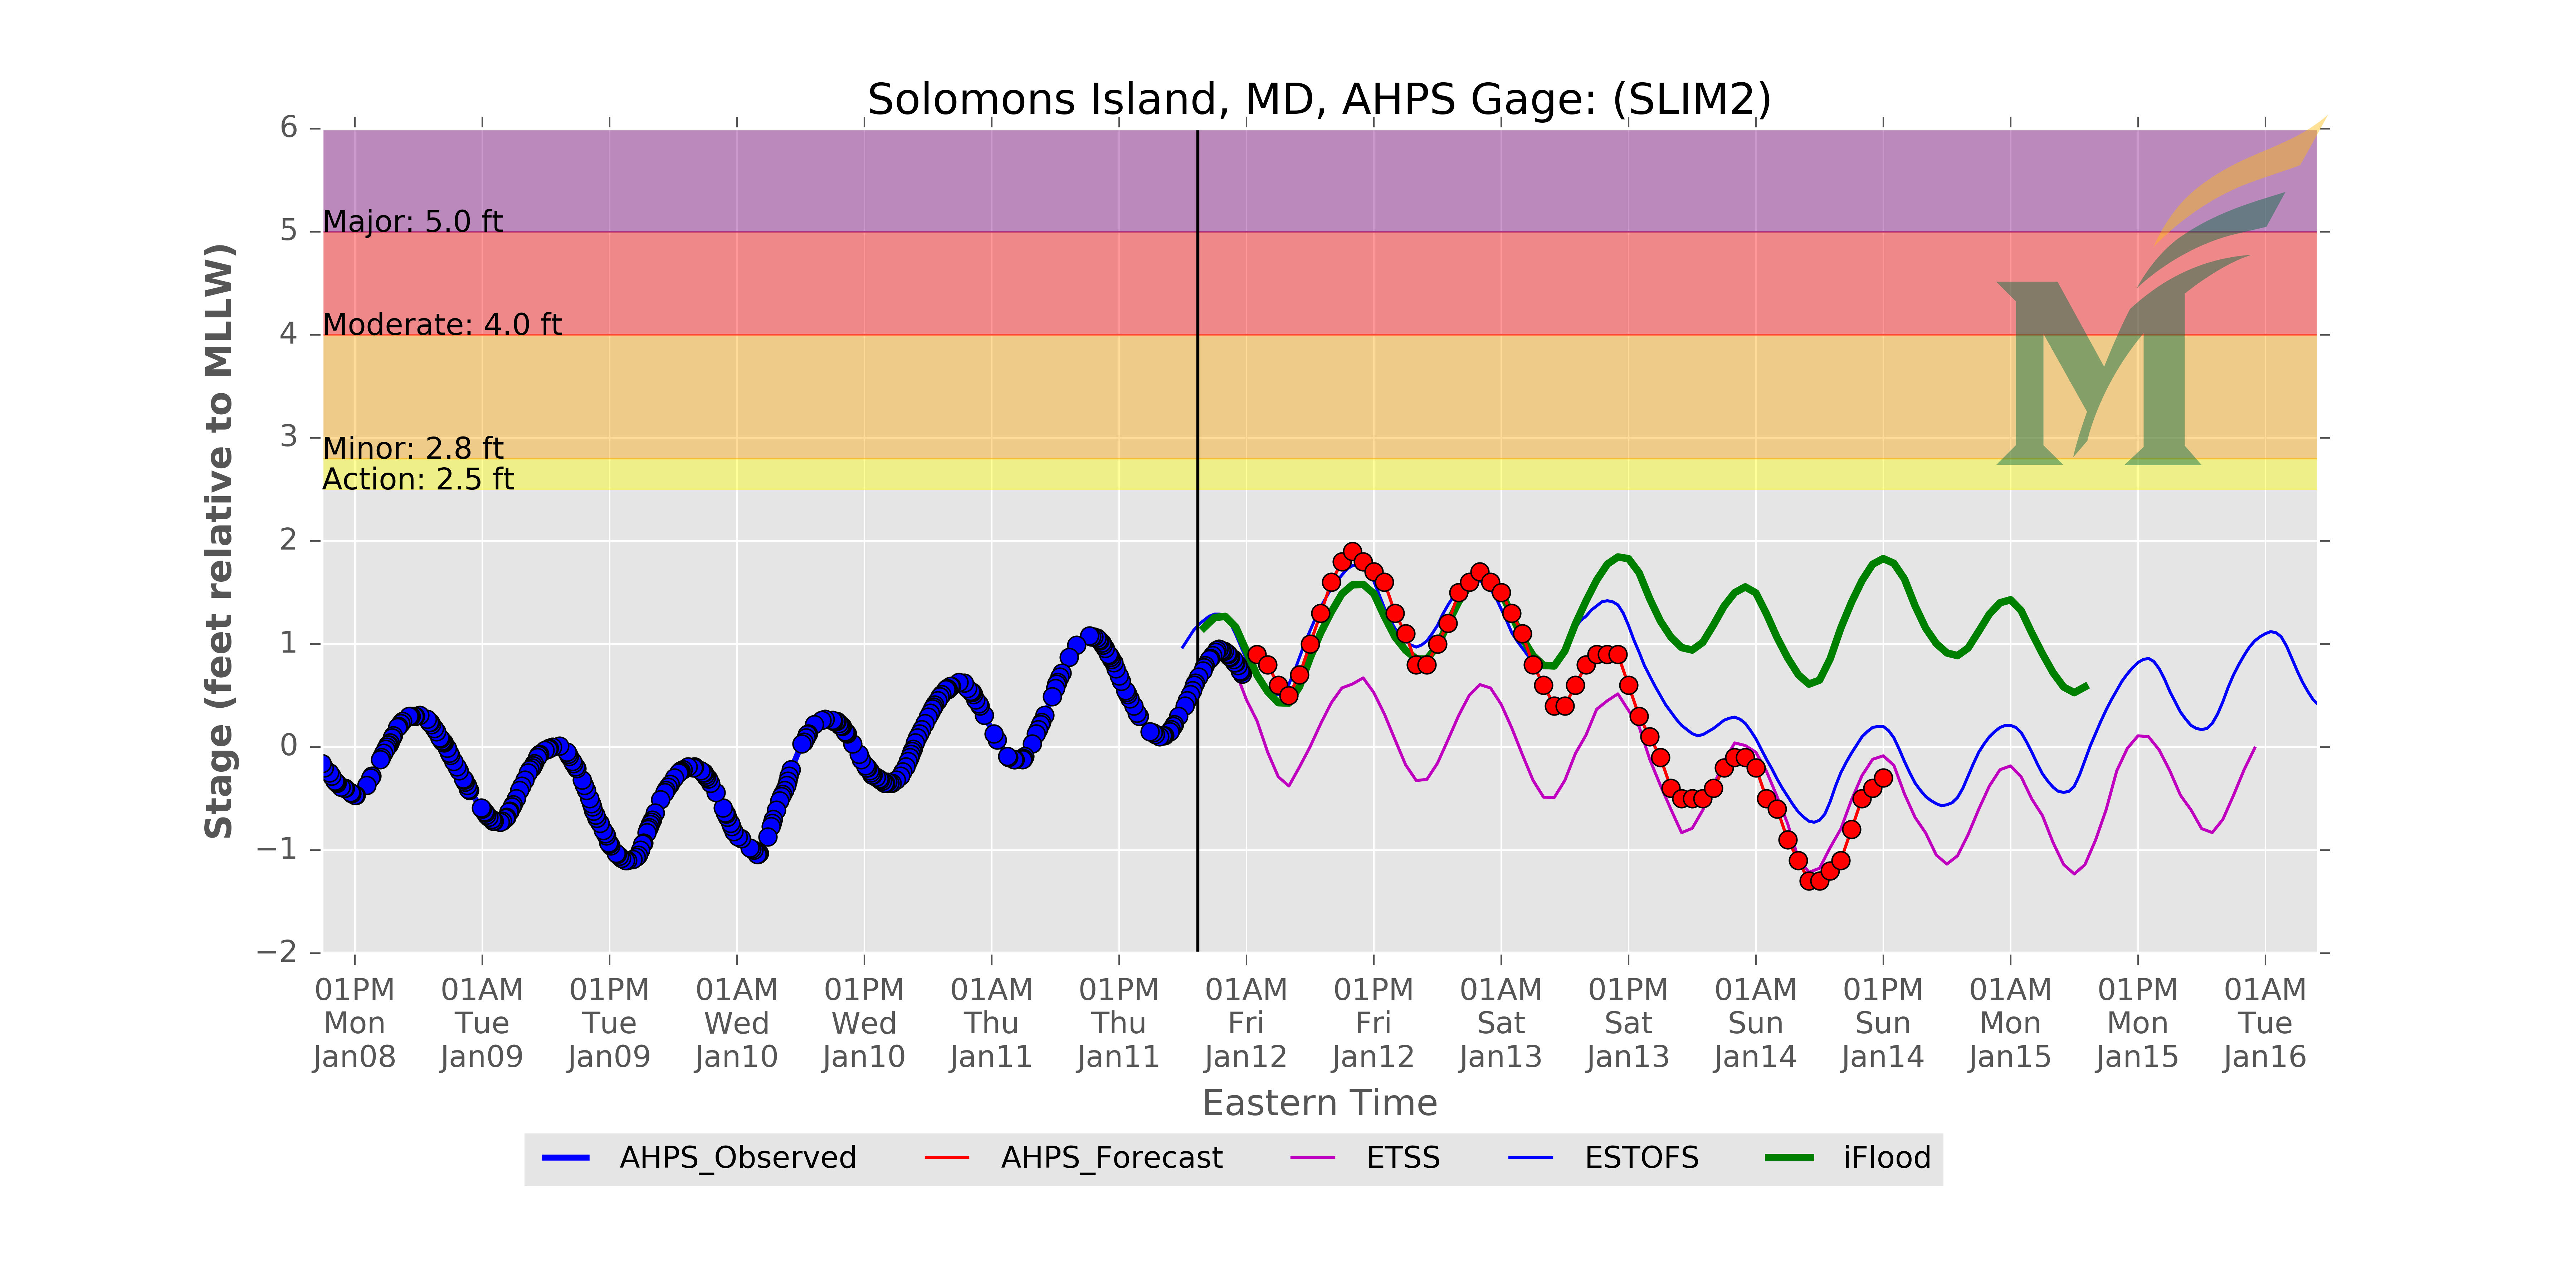 Solomons Island, MD, AHPS Gage: (SLIM2)
Stage (feet relative to MLLW)
6
5
4
3
2
1
0
−1
−2
Major: 5.0 ft
Moderate: 4.0 ft
Minor: 2.8 ft
Action: 2.5 ft
M
01PM 01AM 01PM 01AM 01PM 01AM 01PM 01AM 01PM 01AM 01PM 01AM 01PM 01AM 01PM 01AM
Mon Tue Tue Wed Wed Thu Thu Fri Fri Sat Sat Sun Sun Mon Mon Tue
Jan08 Jan09 Jan09 Jan10 Jan10 Jan11 Jan11 Jan12 Jan12 Jan13 Jan13 Jan14 Jan14 Jan15 Jan15 Jan16
Eastern Time
AHPS_Observed AHPS_Forecast ETSS ESTOFS iFlood